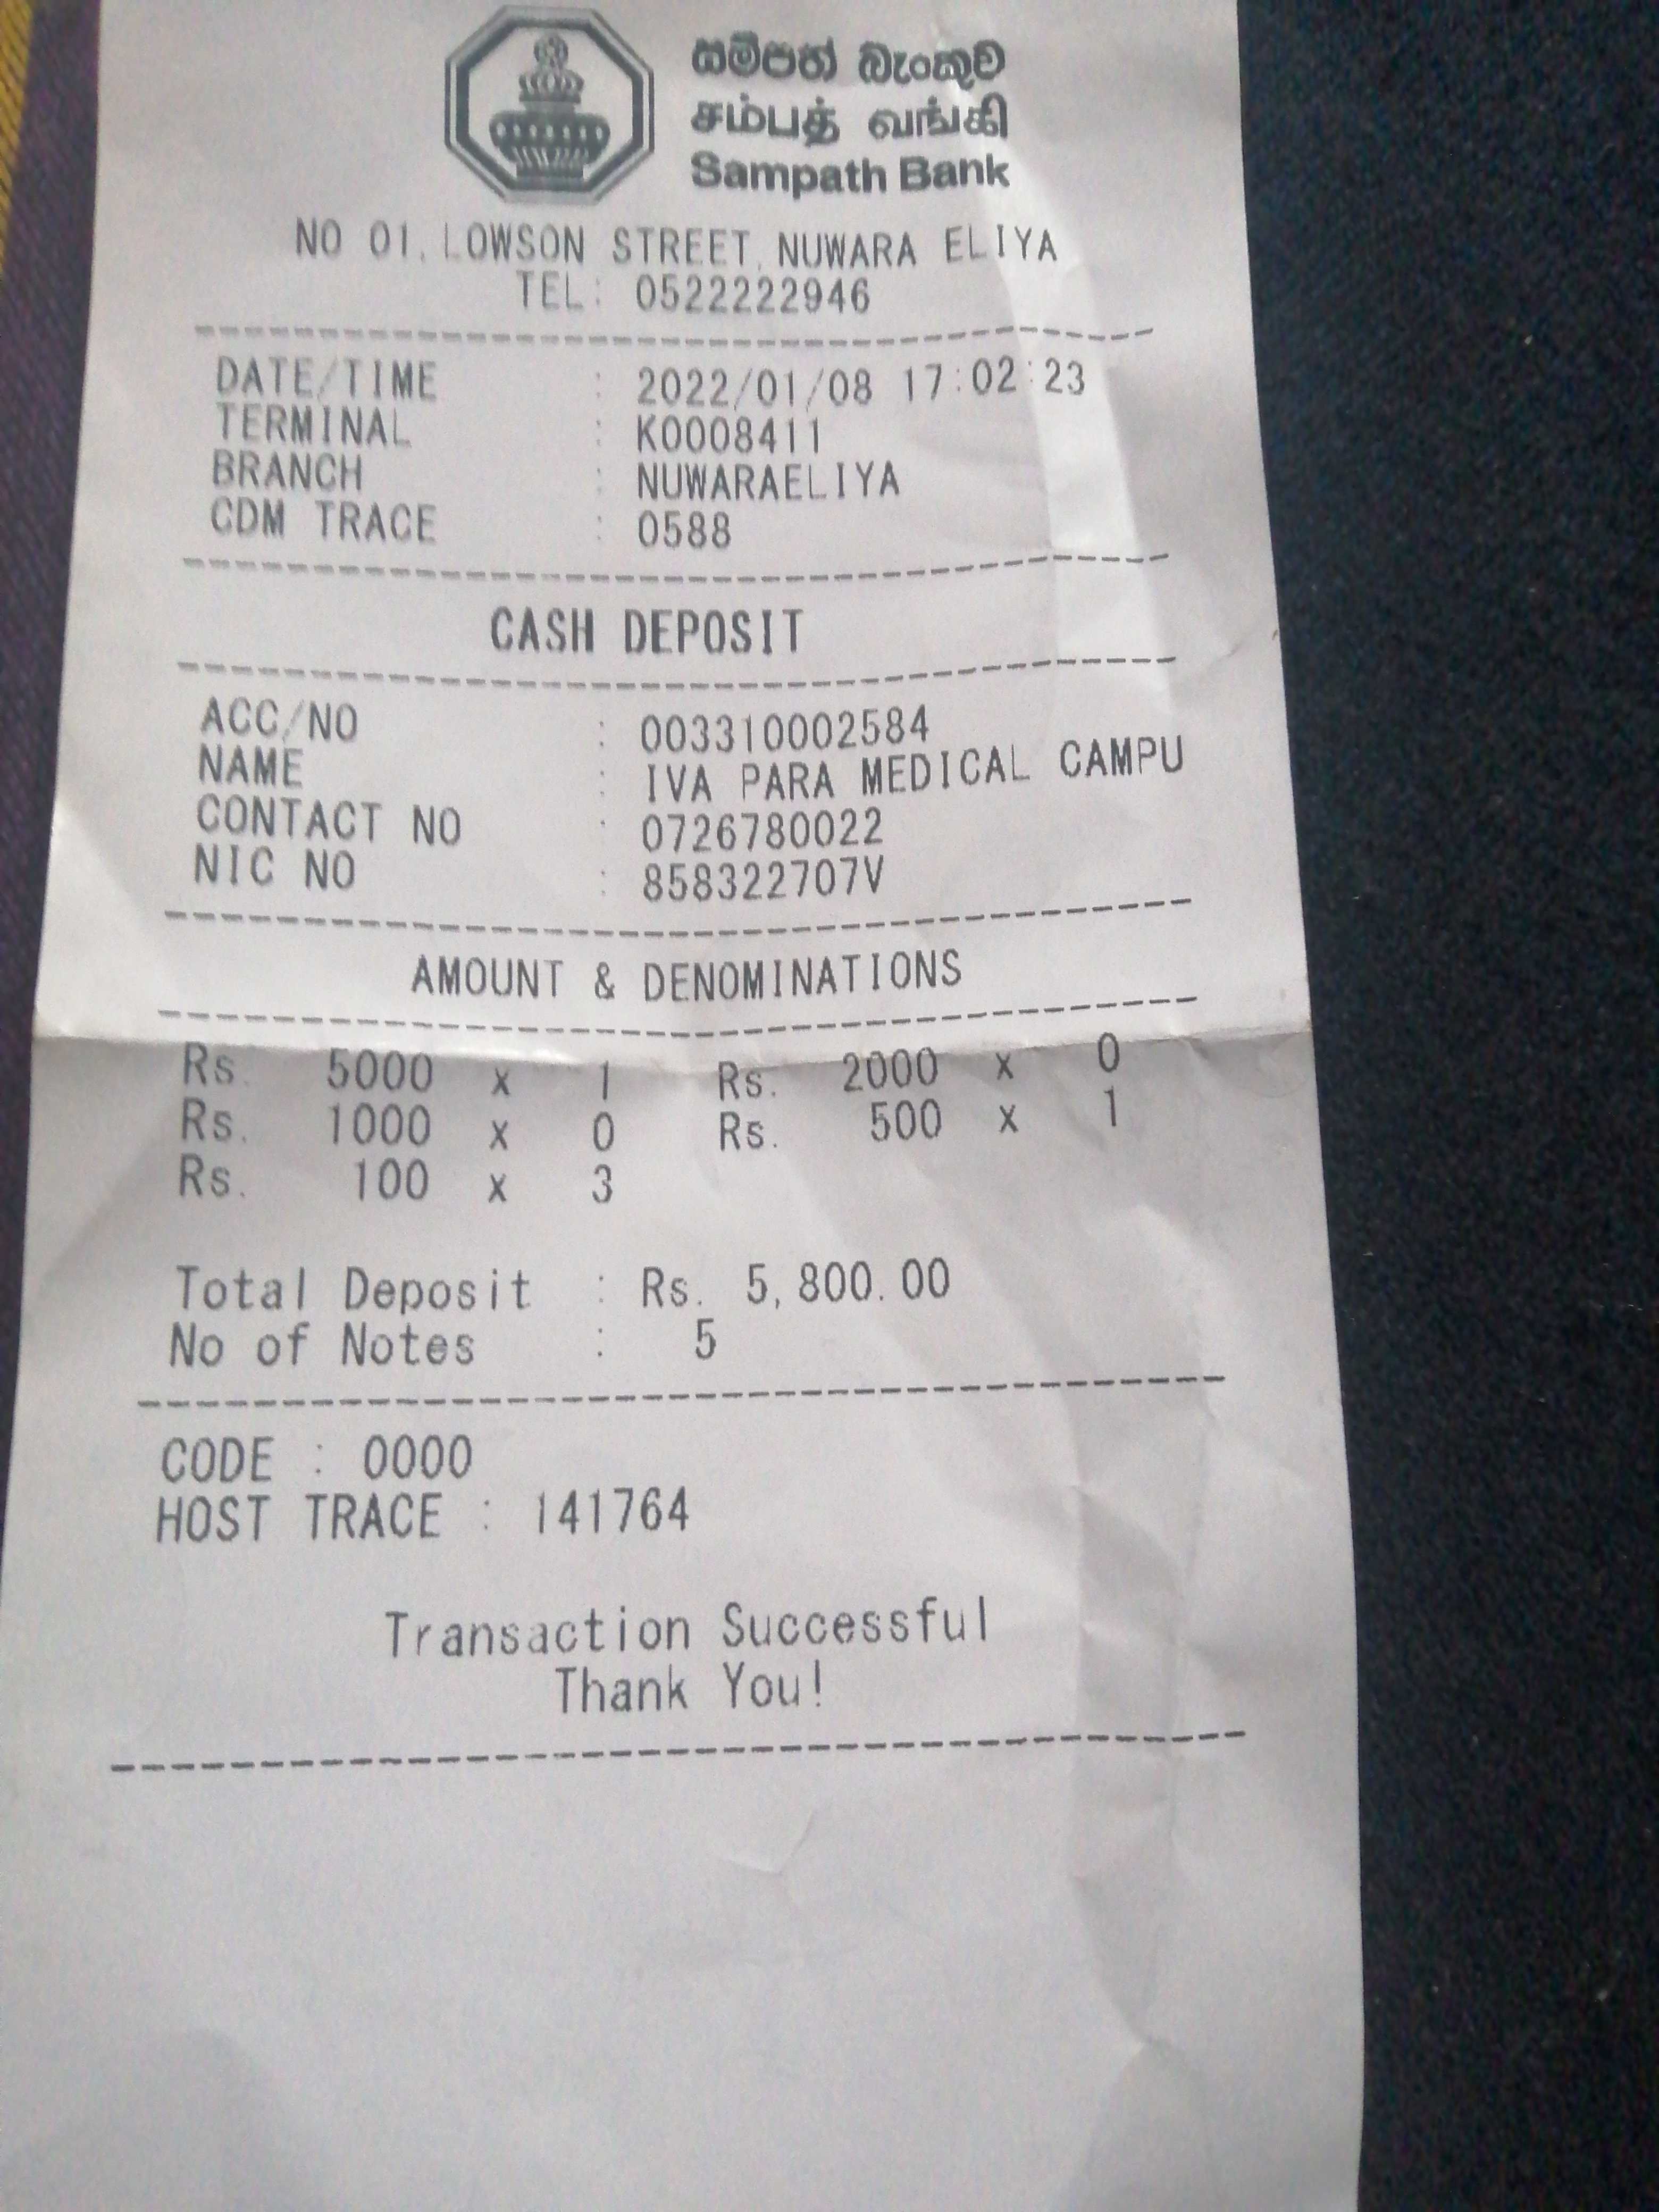 සම්පත් බැංකුව
சம்பத் வங்கி
Sampath Bank
NO 01, LOWSON STREET, NUWARA ELIYA
TEL: 0522222946
DATE/TIME : 2022/01/08 17:02:23
TERMINAL : K0008411
BRANCH : NUWARAELIYA
CDM TRACE : 0588
CASH DEPOSIT
ACC/NO : 003310002584
NAME : IVA PARA MEDICAL CAMPU
CONTACT NO : 0726780022
NIC NO : 858322707V
AMOUNT & DENOMINATIONS
Rs. 5000 x 1 Rs. 2000 x 0
Rs. 1000 x 0 Rs. 500 x 1
Rs. 100 x 3
Total Deposit : Rs. 5,800.00
No of Notes : 5
CODE : 0000
HOST TRACE : 141764
Transaction Successful
Thank You!